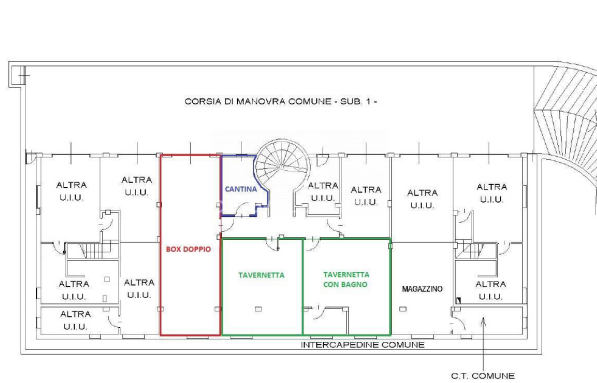 CORSIA DI MANOVRA COMUNE - SUB. 1 -
ALTRA
U.I.U.
ALTRA
U.I.U.
CANTINA
ALTRA
U.I.U.
ALTRA
U.I.U.
ALTRA
U.I.U.
ALTRA
U.I.U.
BOX DOPPIO
TAVERNETTA
TAVERNETTA
CON BAGNO
ALTRA
U.I.U.
ALTRA
U.I.U.
MAGAZZINO
ALTRA
U.I.U.
ALTRA
U.I.U.
INTERCAPEDINE COMUNE
C.T. COMUNE